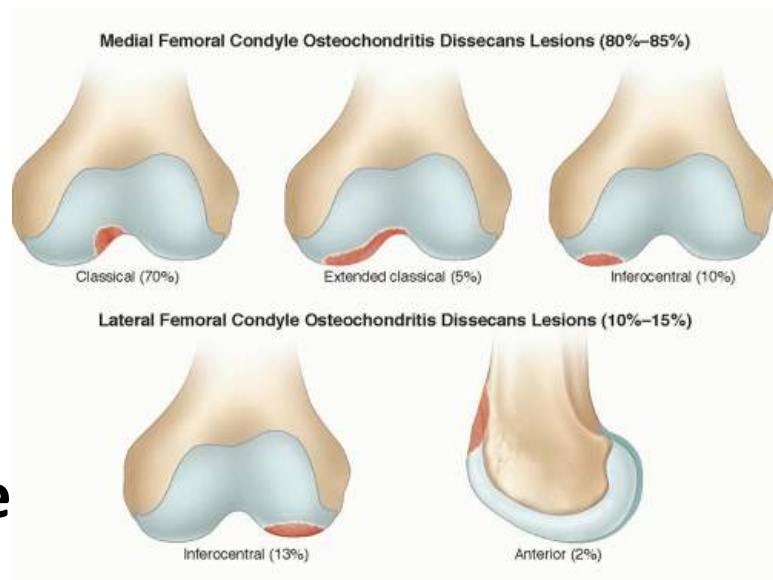 Medial Femoral Condyle Osteochondritis Dissecans Lesions (80%–85%)
Classical (70%)
Extended classical (5%)
Inferocentral (10%)
Lateral Femoral Condyle Osteochondritis Dissecans Lesions (10%–15%)
e
Inferocentral (13%)
Anterior (2%)